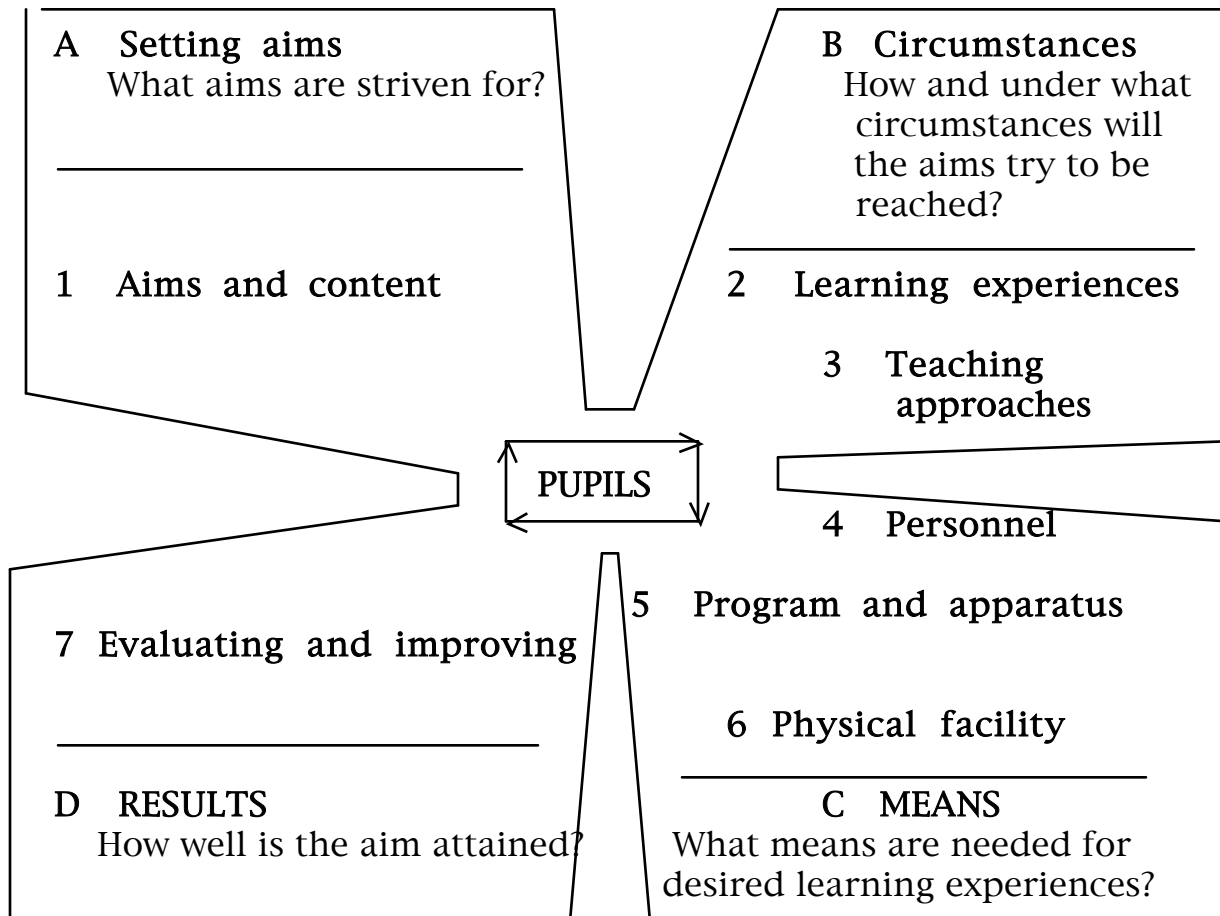 A Setting aims
What aims are striven for?
1 Aims and content
B Circumstances
How and under what
circumstances will
the aims try to be
reached?
2 Learning experiences
3 Teaching
approaches
PUPILS
4 Personnel
5 Program and apparatus
6 Physical facility
C MEANS
What means are needed for
desired learning experiences?
7 Evaluating and improving
D RESULTS
How well is the aim attained?